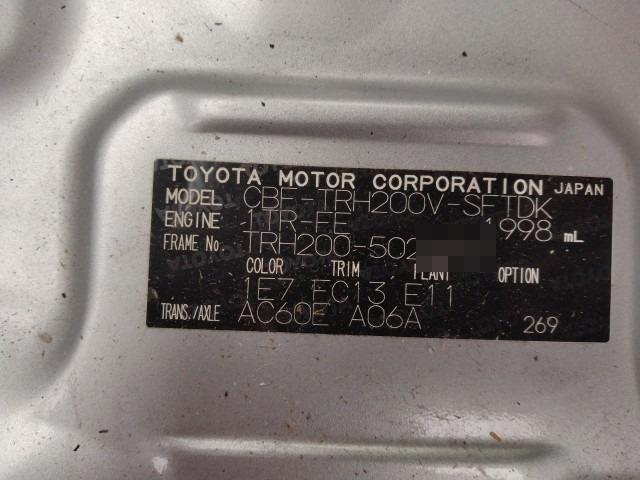 TOYOTA MOTOR CORPORATION JAPAN
MODEL CBF-TRH200V-SFTDK
ENGINE 1TR-FE 1998 mL
FRAME No. TRH200-502
COLOR TRIM PLANT OPTION
1E7 FC13 E11
TRANS./AXLE AC60E A06A 269